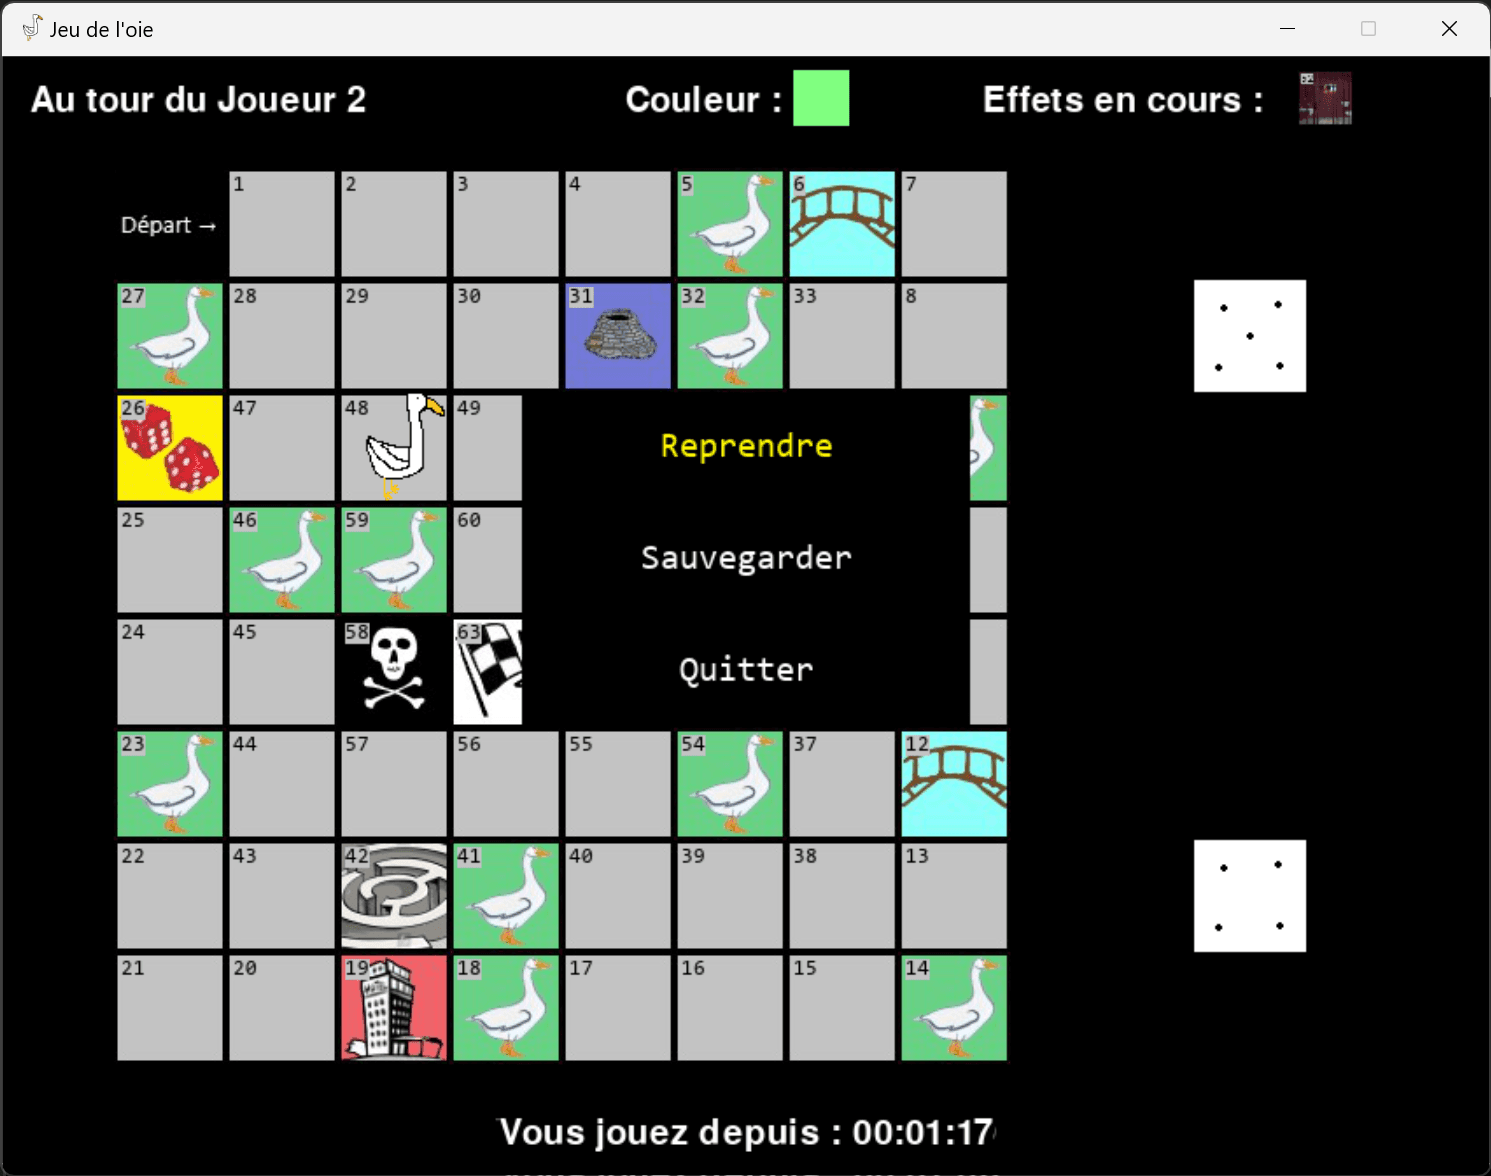 Jeu de l'oie
Au tour du Joueur 2 Couleur : Effets en cours :
Départ → 1 2 3 4 5 6 7
27 28 29 30 31 32 33 8
26 47 48 49 Reprendre
25 46 59 60 Sauvegarder
24 45 58 63 Quitter
23 44 57 56 55 54 37 12
22 43 42 41 40 39 38 13
21 20 19 18 17 16 15 14
Vous jouez depuis : 00:01:17